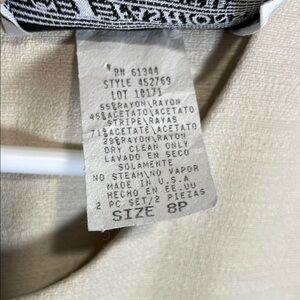 RN 61344
STYLE 452769
LOT 10171
55%RAYON\RAYON
45%ACETATO\ACETATO
STRIPE\RAYAS
71%ACETATE\ACETATO
29%RAYON\RAYON
DRY CLEAN ONLY
LAVADO EN SECO
SOLAMENTE
NO STEAM\NO VAPOR
MADE IN U.S.A
HECHO EN EE.UU
2 PC SET/2 PIEZAS
SIZE 8P